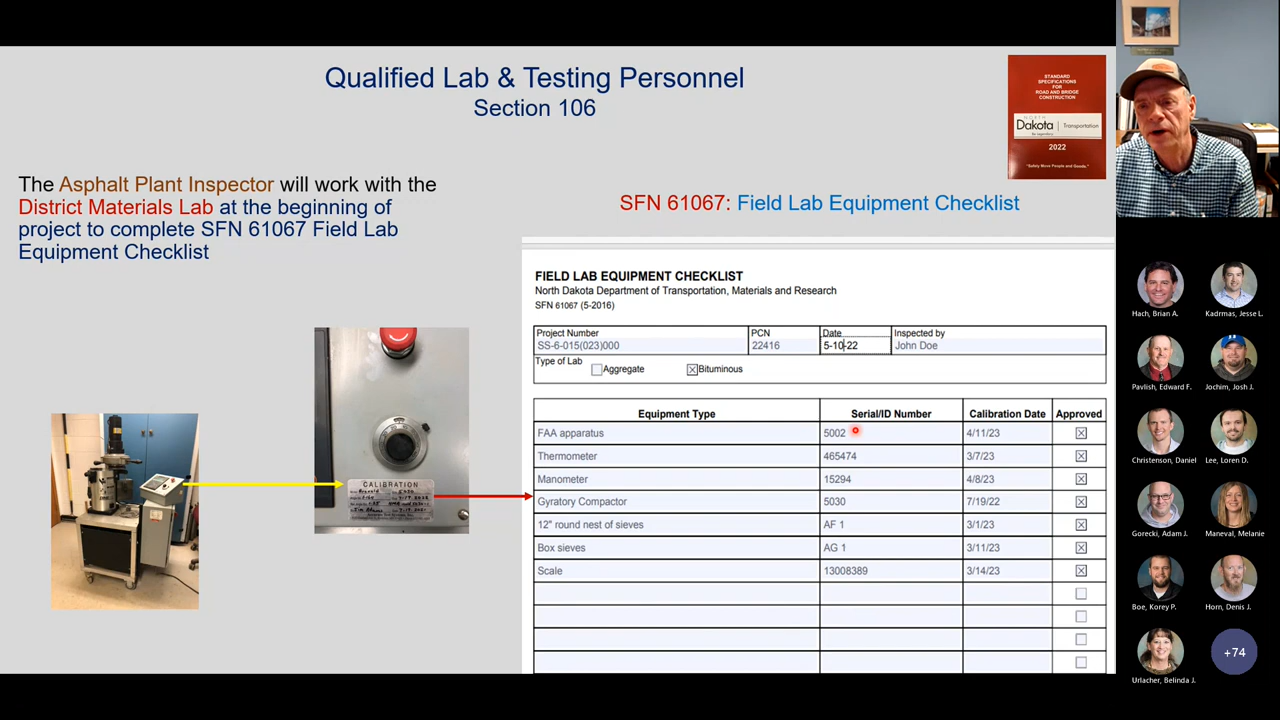 Qualified Lab & Testing Personnel
Section 106
STANDARD
SPECIFICATIONS
FOR
ROAD AND BRIDGE
CONSTRUCTION
NORTH
Dakota | Transportation
Be Legendary
2022
"Safely Move People and Goods."
The Asphalt Plant Inspector will work with the
District Materials Lab at the beginning of
project to complete SFN 61067 Field Lab
Equipment Checklist
SFN 61067: Field Lab Equipment Checklist
FIELD LAB EQUIPMENT CHECKLIST
North Dakota Department of Transportation, Materials and Research
SFN 61067 (5-2016)
Project Number PCN Date Inspected by
SS-6-015(023)000 22416 5-10-22 John Doe
Type of Lab
Aggregate Bituminous
Equipment Type Serial/ID Number Calibration Date Approved
FAA apparatus 5002 4/11/23
Thermometer 465474 3/7/23
Manometer 15294 4/8/23
Gyratory Compactor 5030 7/19/22
12" round nest of sieves AF 1 3/1/23
Box sieves AG 1 3/11/23
Scale 13008389 3/14/23
CALIBRATION
Hach, Brian A. Kadrmas, Jesse L.
Pavlish, Edward F. Jochim, Josh J.
Christenson, Daniel Lee, Loren D.
Gorecki, Adam J. Maneval, Melanie
Boe, Korey P. Horn, Denis J.
Urlacher, Belinda J.
+74